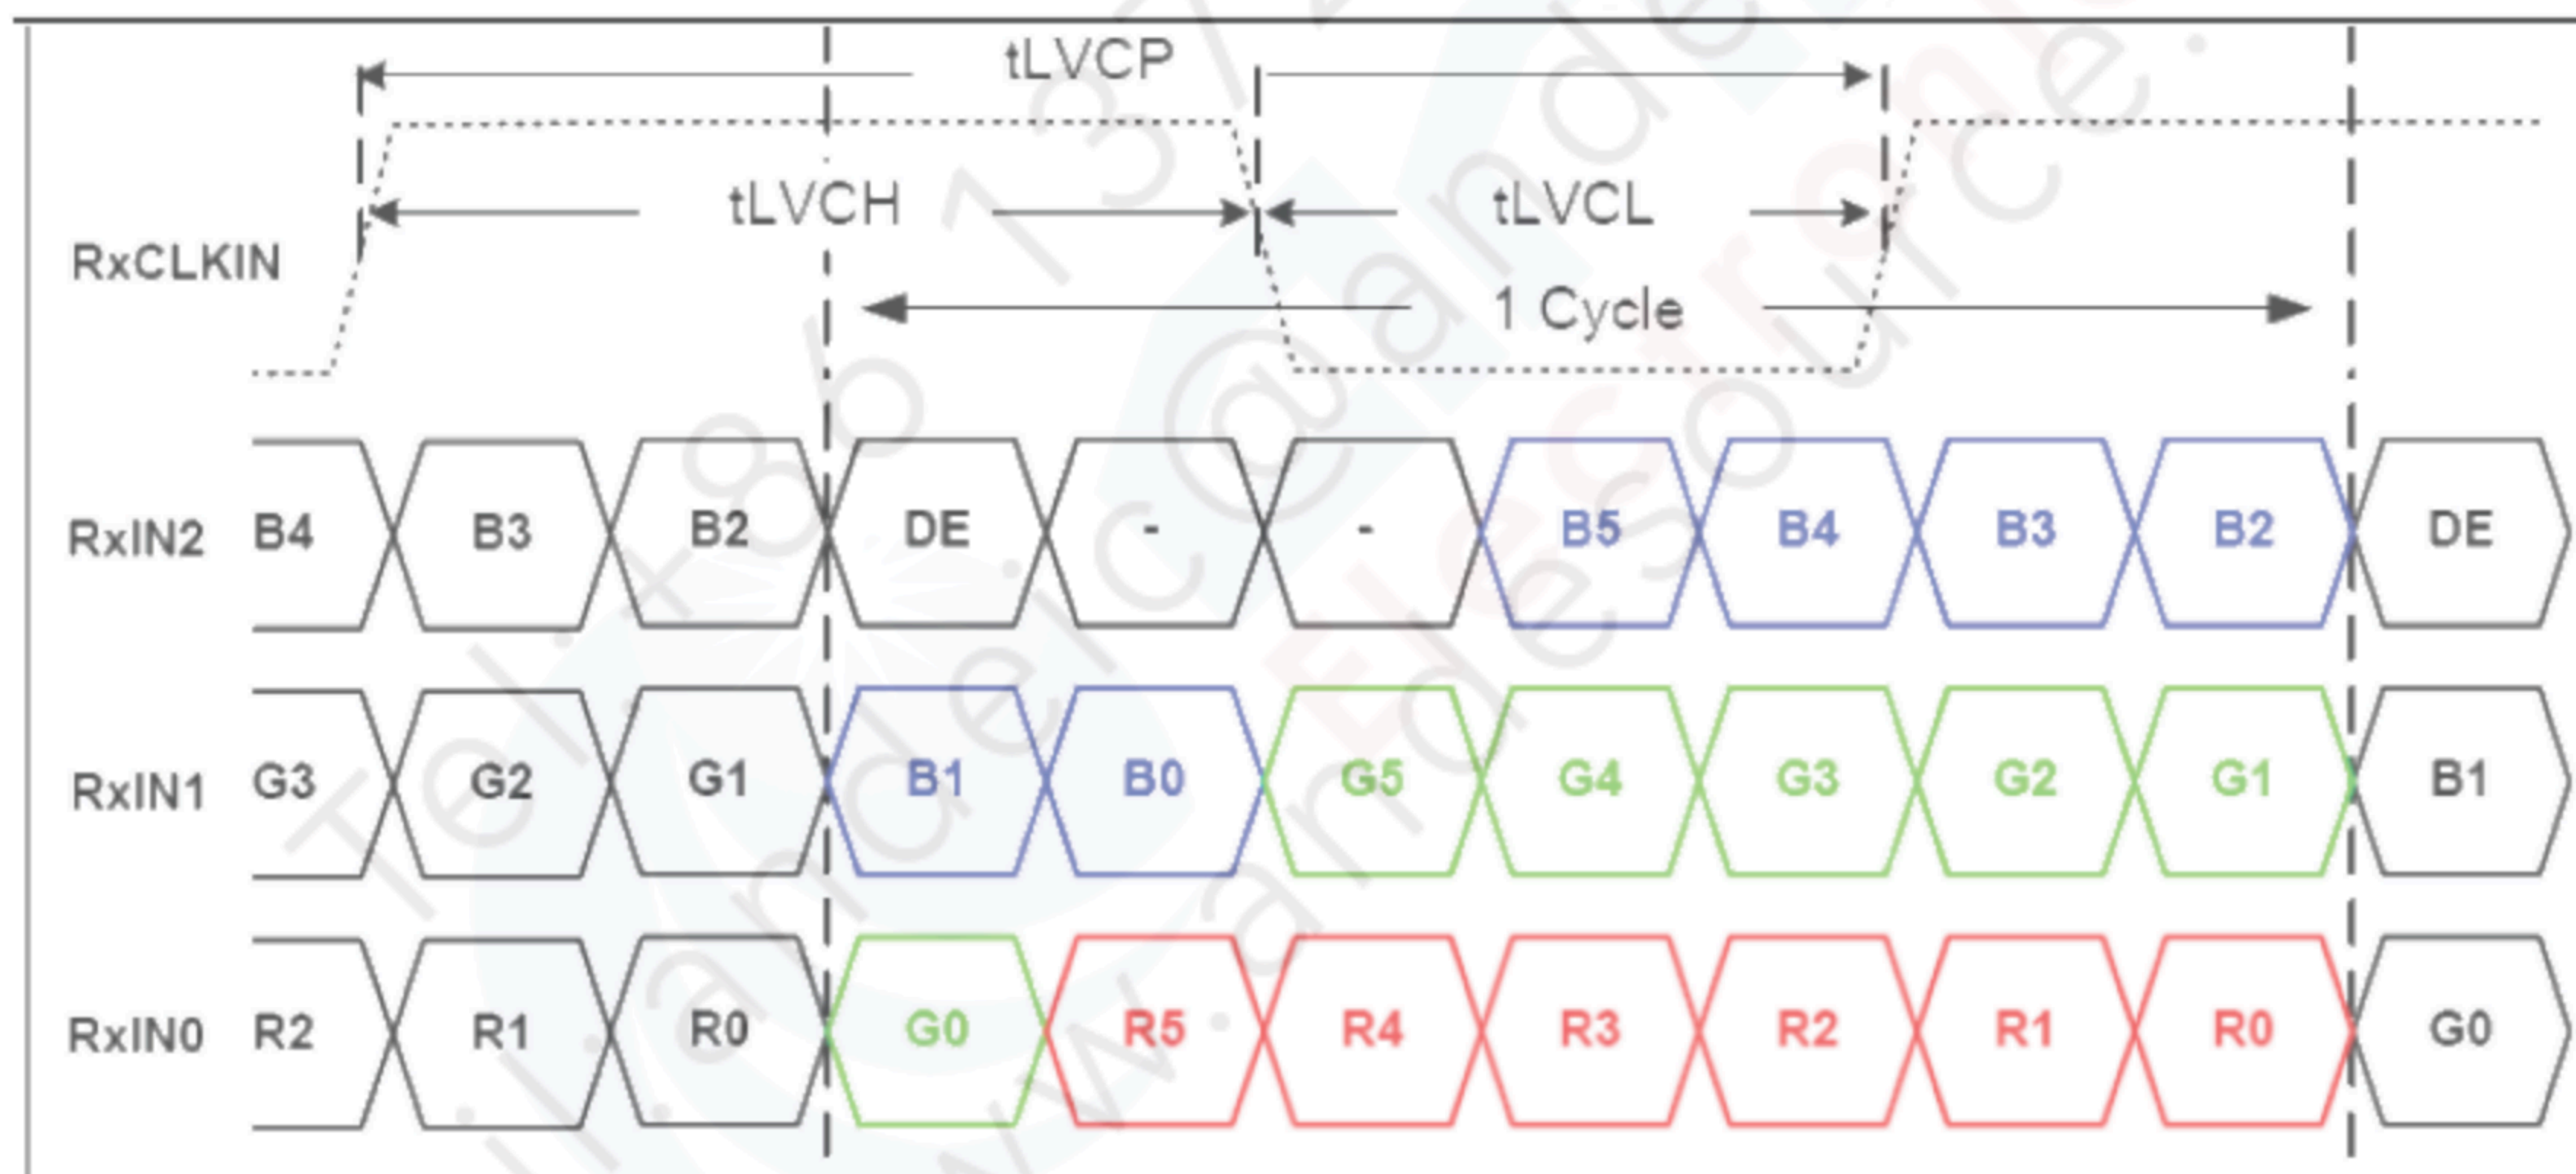 tLVCP
tLVCH tLVCL
RxCLKIN
1 Cycle
RxIN2 B4 B3 B2 DE - - B5 B4 B3 B2 DE
RxIN1 G3 G2 G1 B1 B0 G5 G4 G3 G2 G1 B1
RxIN0 R2 R1 R0 G0 R5 R4 R3 R2 R1 R0 G0